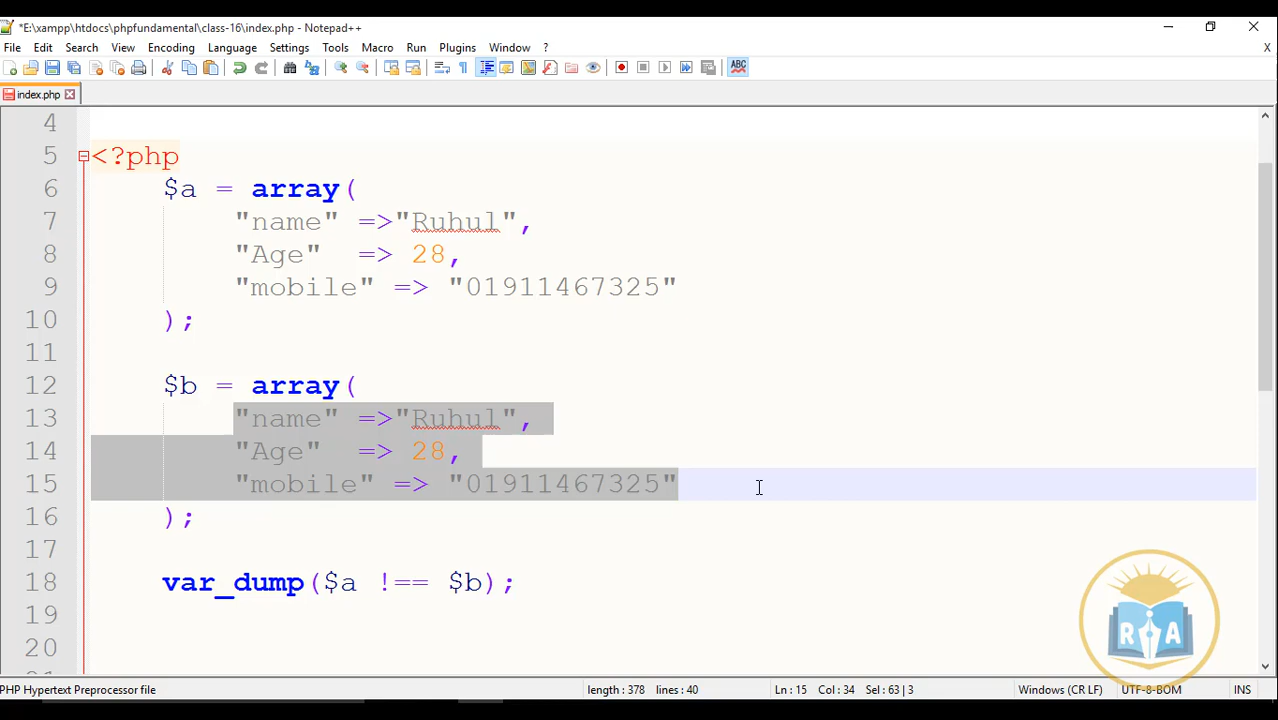 *E:\xampp\htdocs\phpfundamental\class-16\index.php - Notepad++
File Edit Search View Encoding Language Settings Tools Macro Run Plugins Window ? X
ABC
index.php
4
5 <?php
6 $a = array(
7 "name" =>"Ruhul",
8 "Age" => 28,
9 "mobile" => "01911467325"
10 );
11
12 $b = array(
13 "name" =>"Ruhul",
14 "Age" => 28,
15 "mobile" => "01911467325"
16 );
17
18 var_dump($a !== $b);
19
20
R A
PHP Hypertext Preprocessor file length : 378 lines : 40 Ln : 15 Col : 34 Sel : 63 | 3 Windows (CR LF) UTF-8-BOM INS